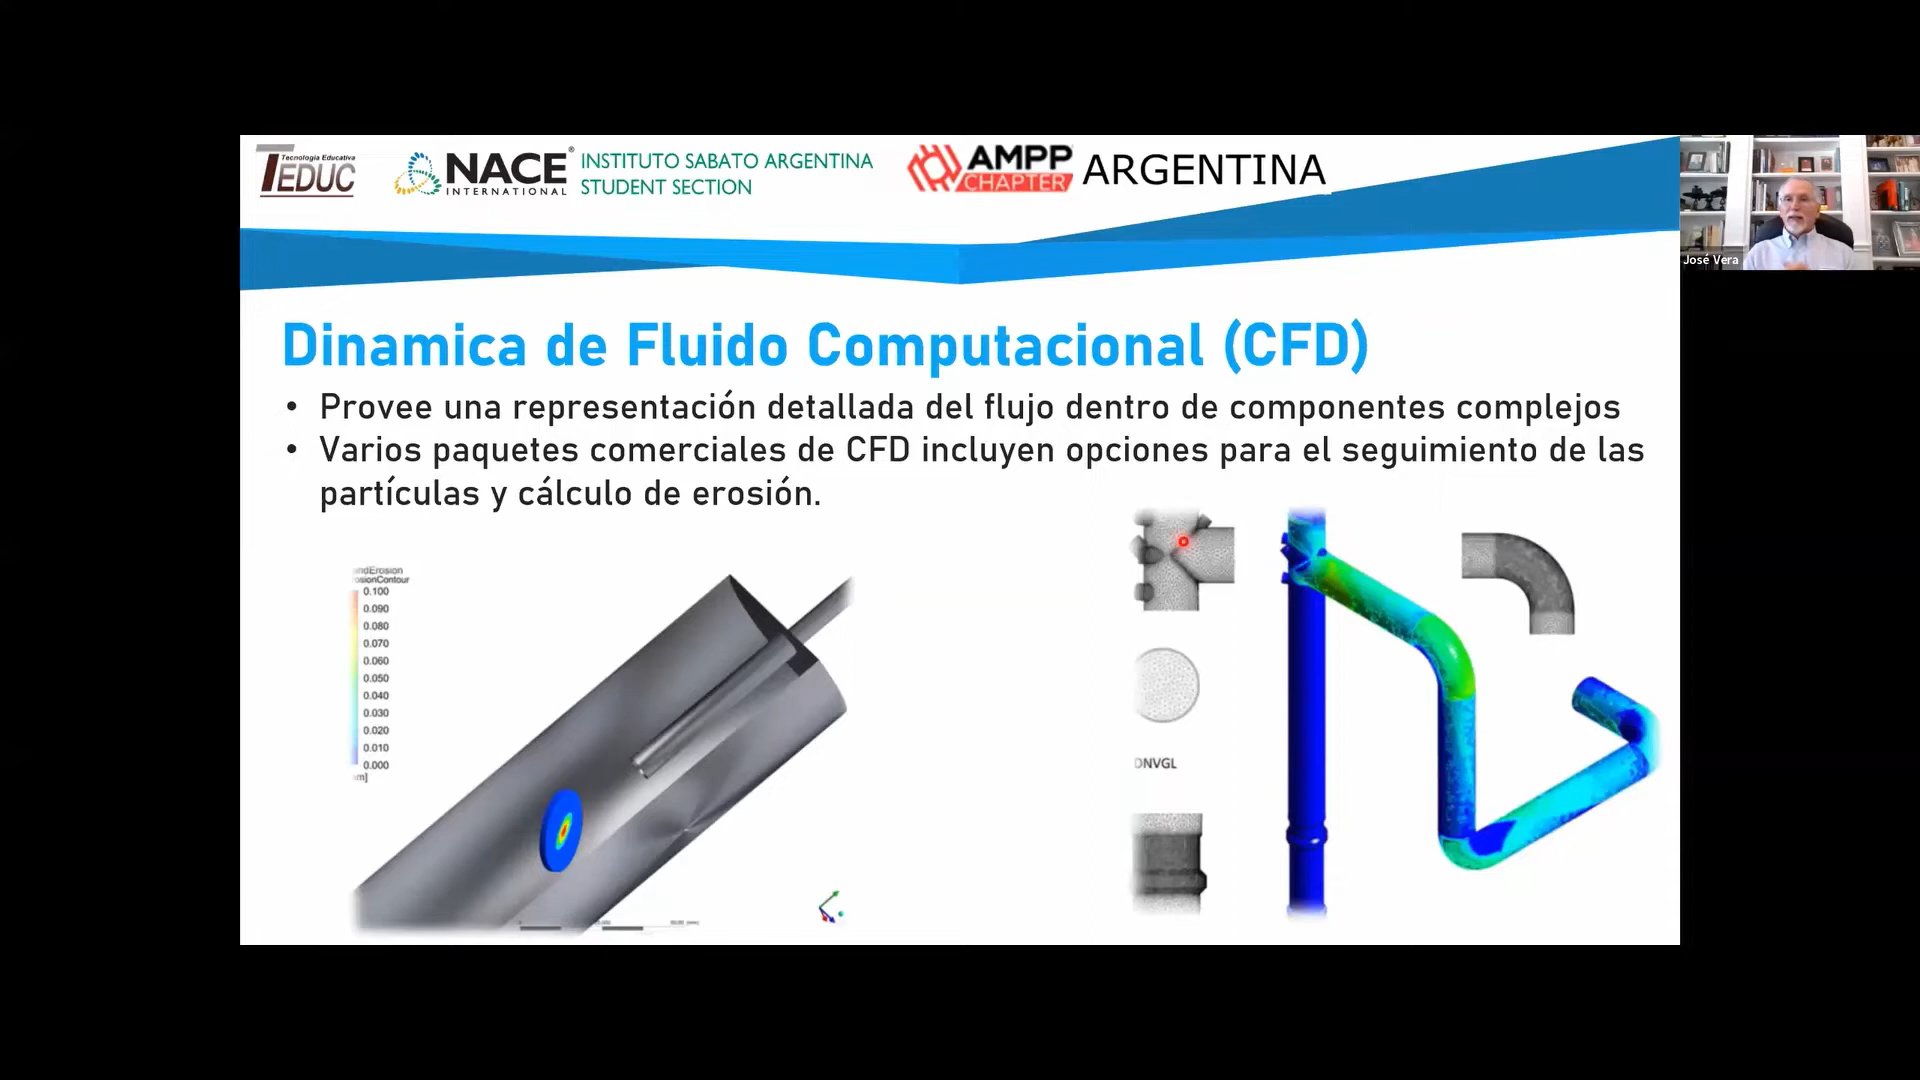 Tecnología Educativa
TEDUC
NACE®
INTERNATIONAL
INSTITUTO SABATO ARGENTINA
STUDENT SECTION
AMPP
CHAPTER
ARGENTINA
José Vera
Dinamica de Fluido Computacional (CFD)
• Provee una representación detallada del flujo dentro de componentes complejos
• Varios paquetes comerciales de CFD incluyen opciones para el seguimiento de las
partículas y cálculo de erosión.
ndErosion
osionContour
0.100
0.090
0.080
0.070
0.060
0.050
0.040
0.030
0.020
0.010
0.000
m]
DNVGL